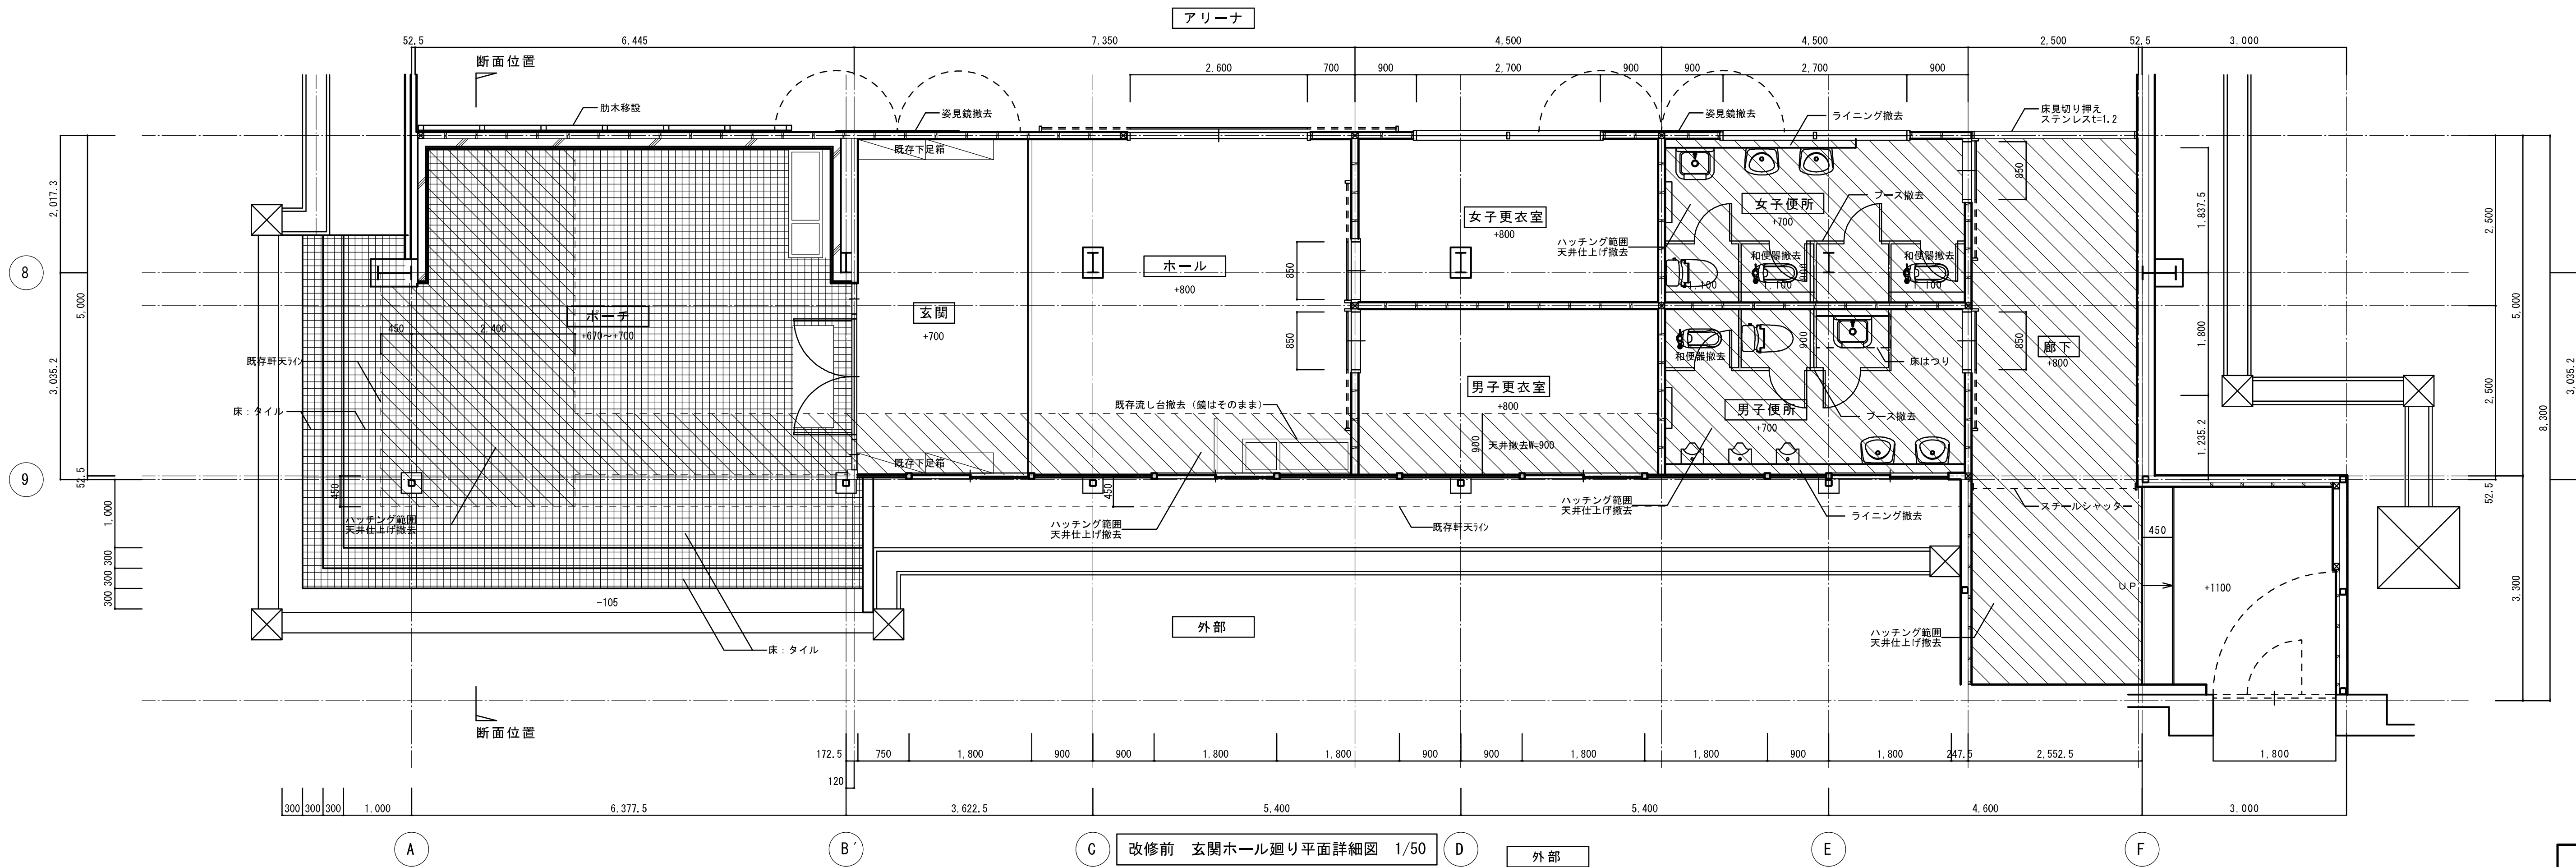 アリーナ
52.5
6,445
7,350
4,500
4,500
2,500
52.5
3,000
断面位置
2,600
700
900
2,700
900
900
2,700
900
肋木移設
姿見鏡撤去
姿見鏡撤去
ライニング撤去
床見切り押え
ステンレスt=1.2
既存下足箱
850
2,017.3
1,837.5
2,500
ブース撤去
女子便所
+700
女子更衣室
+800
ハッチング範囲
天井仕上げ撤去
和便器撤去
和便器撤去
8
ホール
+800
850
900
1,100
1,100
1,100
5,000
ポーチ
+670~+700
玄関
+700
450
2,400
850
900
850
1,800
5,000
既存軒天ﾗｲﾝ
和便器撤去
床はつり
廊下
+800
3,035.2
3,035.2
男子更衣室
+800
床：タイル
既存流し台撤去（鏡はそのまま）
男子便所
+700
ブース撤去
2,500
8,300
900
天井撤去W=900
1,235.2
既存下足箱
9
52.5
450
450
52.5
ハッチング範囲
天井仕上げ撤去
ハッチング範囲
天井仕上げ撤去
既存軒天ﾗｲﾝ
ハッチング範囲
天井仕上げ撤去
ライニング撤去
スチールシャッター
1,000
450
300
300
300
UP
+1100
3,300
-105
外部
ハッチング範囲
天井仕上げ撤去
床：タイル
断面位置
172.5
750
1,800
900
900
1,800
1,800
900
900
1,800
1,800
900
1,800
247.5
2,552.5
1,800
120
300
300
300
1,000
6,377.5
3,622.5
5,400
5,400
4,600
3,000
A
B'
C
改修前　玄関ホール廻り平面詳細図　1/50
D
外部
E
F